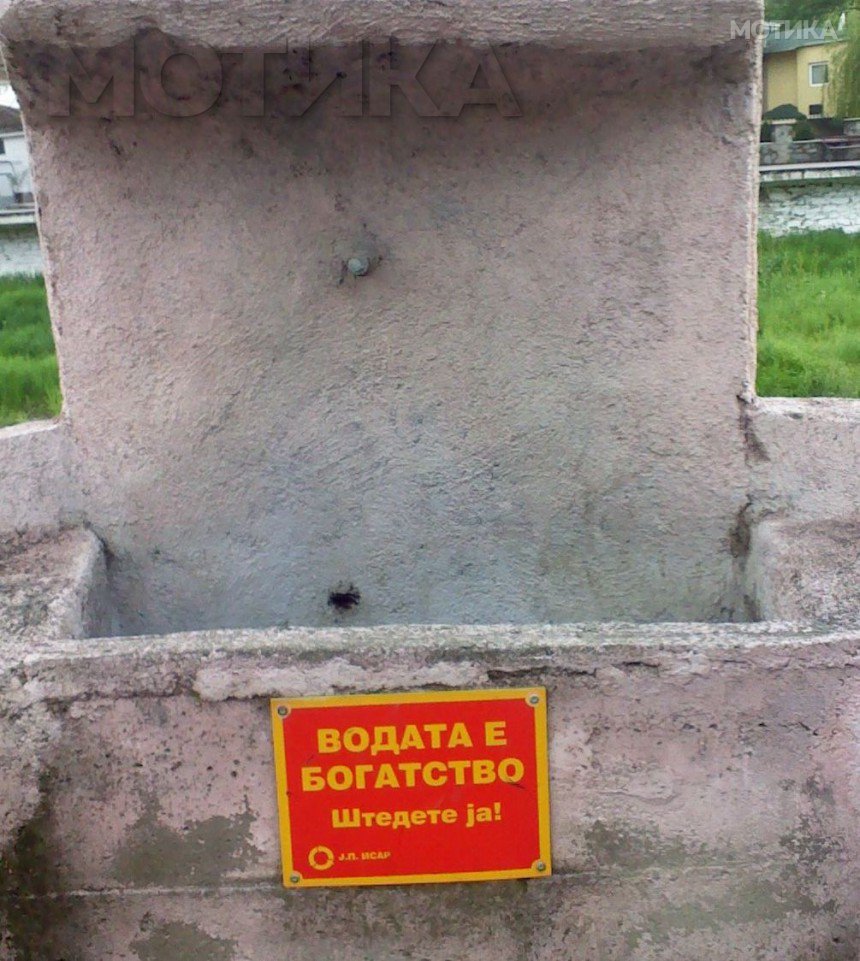 МОТИКА
МОТИКА
ВОДАТА Е
БОГАТСТВО
Штедете ја!
Ј.П. ИСАР